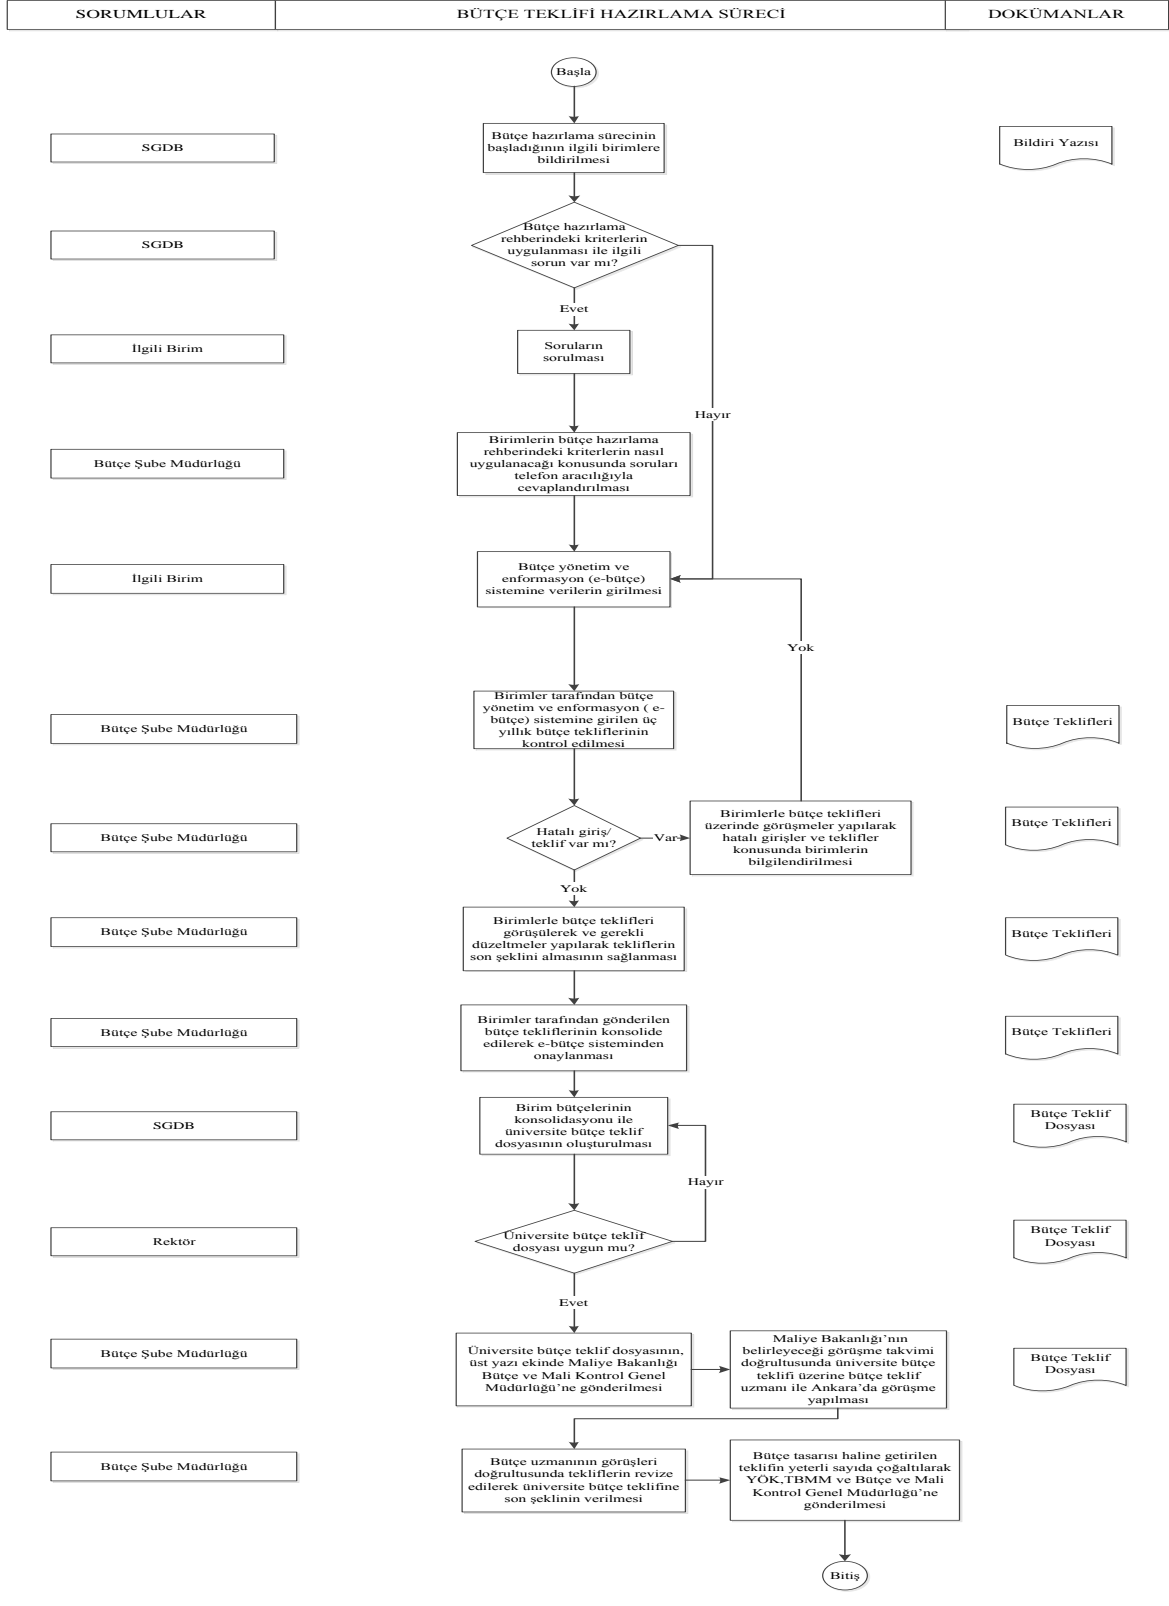 SORUMLULAR
BÜTÇE TEKLİFİ HAZIRLAMA SÜRECİ
DOKÜMANLAR
Başla
SGDB
Bütçe hazırlama sürecinin
başladığının ilgili birimlere
bildirilmesi
Bildiri Yazısı
SGDB
Bütçe hazırlama
rehberindeki kriterlerin
uygulanması ile ilgili
sorun var mı?
Evet
İlgili Birim
Soruların
sorulması
Hayır
Bütçe Şube Müdürlüğü
Birimlerin bütçe hazırlama
rehberindeki kriterlerin nasıl
uygulanacağı konusunda soruları
telefon aracılığıyla
cevaplandırılması
İlgili Birim
Bütçe yönetim ve
enformasyon (e-bütçe)
sistemine verilerin girilmesi
Yok
Bütçe Şube Müdürlüğü
Birimler tarafından bütçe
yönetim ve enformasyon ( e-
bütçe) sistemine girilen üç
yıllık bütçe tekliflerinin
kontrol edilmesi
Bütçe Teklifleri
Bütçe Şube Müdürlüğü
Hatalı giriş/
teklif var mı?
Var
Birimlerle bütçe teklifleri
üzerinde görüşmeler yapılarak
hatalı girişler ve teklifler
konusunda birimlerin
bilgilendirilmesi
Bütçe Teklifleri
Yok
Bütçe Şube Müdürlüğü
Birimlerle bütçe teklifleri
görüşülerek ve gerekli
düzeltmeler yapılarak tekliflerin
son şeklini almasının sağlanması
Bütçe Teklifleri
Bütçe Şube Müdürlüğü
Birimler tarafından gönderilen
bütçe tekliflerinin konsolide
edilerek e-bütçe sisteminden
onaylanması
Bütçe Teklifleri
SGDB
Birim bütçelerinin
konsolidasyonu ile
üniversite bütçe teklif
dosyasının oluşturulması
Bütçe Teklif
Dosyası
Hayır
Rektör
Üniversite bütçe teklif
dosyası uygun mu?
Bütçe Teklif
Dosyası
Evet
Bütçe Şube Müdürlüğü
Üniversite bütçe teklif dosyasının,
üst yazı ekinde Maliye Bakanlığı
Bütçe ve Mali Kontrol Genel
Müdürlüğü’ne gönderilmesi
Maliye Bakanlığı’nın
belirleyeceği görüşme takvimi
doğrultusunda üniversite bütçe
teklifi üzerine bütçe teklif
uzmanı ile Ankara’da görüşme
yapılması
Bütçe Teklif
Dosyası
Bütçe Şube Müdürlüğü
Bütçe uzmanının görüşleri
doğrultusunda tekliflerin revize
edilerek üniversite bütçe teklifine
son şeklinin verilmesi
Bütçe tasarısı haline getirilen
teklifin yeterli sayıda çoğaltılarak
YÖK,TBMM ve Bütçe ve Mali
Kontrol Genel Müdürlüğü’ne
gönderilmesi
Bitiş